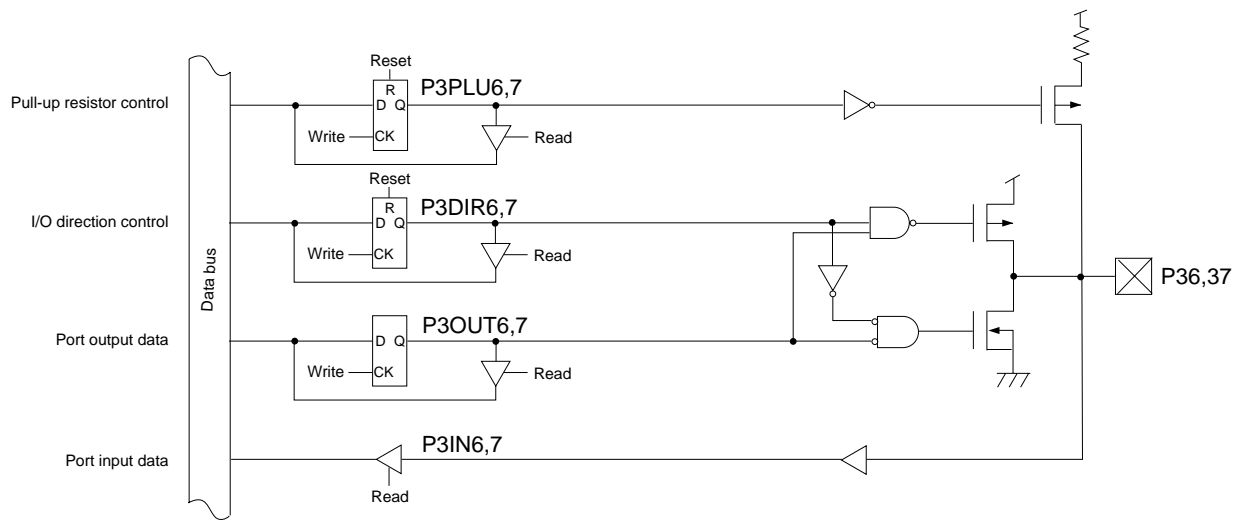 Reset
Pull-up resistor control
R
D Q
P3PLU6,7
Write
CK
Read
Reset
I/O direction control
R
D Q
P3DIR6,7
Write
CK
Read
Data bus
P36,37
Port output data
D Q
P3OUT6,7
Write
CK
Read
Port input data
P3IN6,7
Read